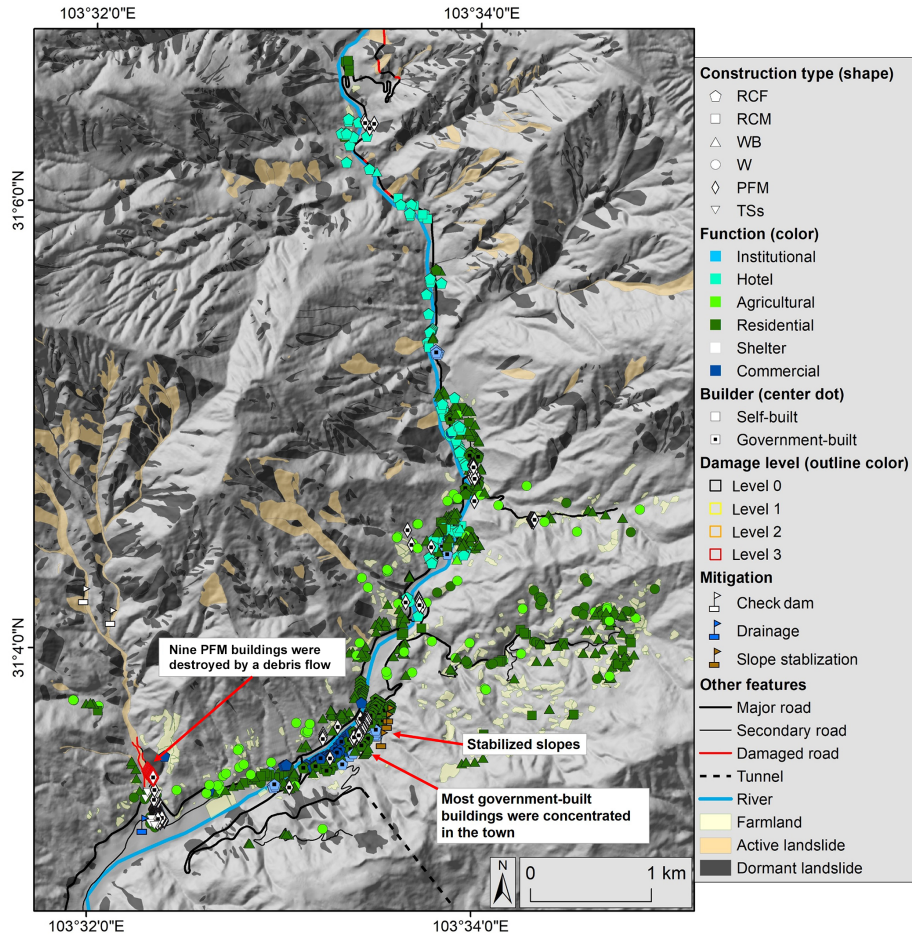 103°32'0"E
103°34'0"E
31°6'0"N
31°4'0"N
Nine PFM buildings were
destroyed by a debris flow
Stabilized slopes
Most government-built
buildings were concentrated
in the town
N
0
1 km
103°32'0"E
103°34'0"E
Construction type (shape)
RCF
RCM
WB
W
PFM
TSs
Function (color)
Institutional
Hotel
Agricultural
Residential
Shelter
Commercial
Builder (center dot)
Self-built
Government-built
Damage level (outline color)
Level 0
Level 1
Level 2
Level 3
Mitigation
Check dam
Drainage
Slope stablization
Other features
Major road
Secondary road
Damaged road
Tunnel
River
Farmland
Active landslide
Dormant landslide